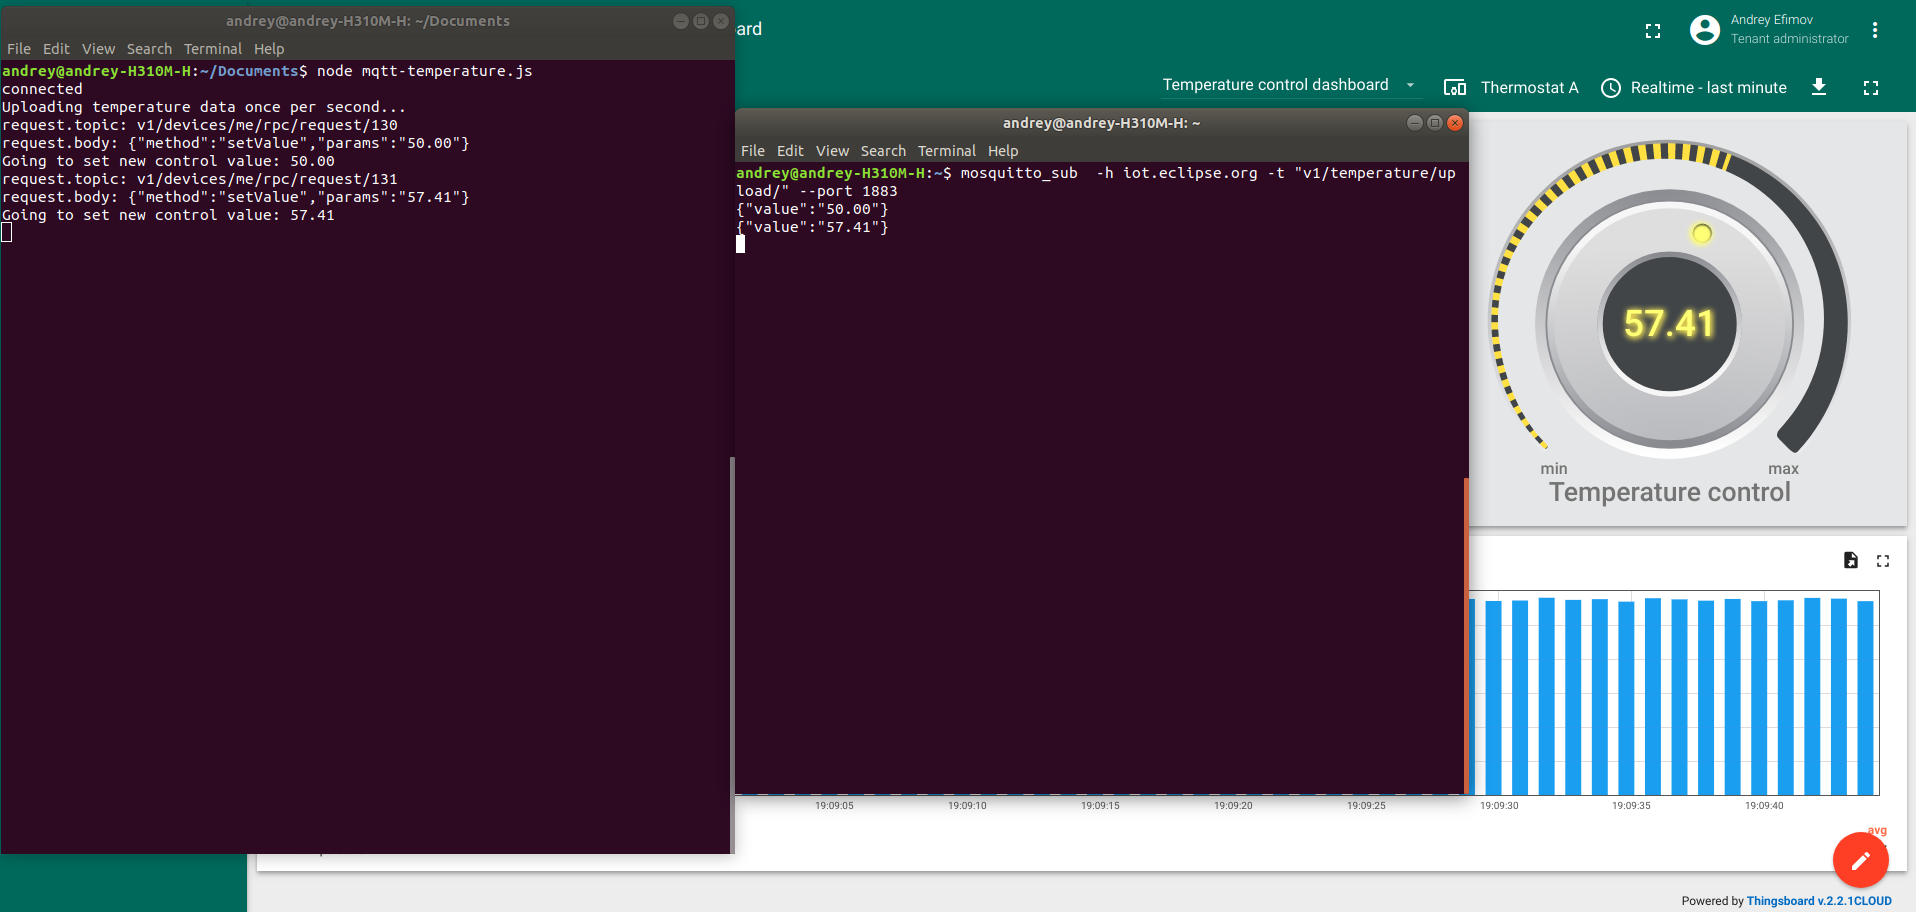 andrey@andrey-H310M-H: ~/Documents
File Edit View Search Terminal Help
andrey@andrey-H310M-H:~/Documents$ node mqtt-temperature.js
connected
Uploading temperature data once per second...
request.topic: v1/devices/me/rpc/request/130
request.body: {"method":"setValue","params":"50.00"}
Going to set new control value: 50.00
request.topic: v1/devices/me/rpc/request/131
request.body: {"method":"setValue","params":"57.41"}
Going to set new control value: 57.41
ard
Andrey Efimov
Tenant administrator
Temperature control dashboard
Thermostat A
Realtime - last minute
andrey@andrey-H310M-H: ~
File Edit View Search Terminal Help
andrey@andrey-H310M-H:~$ mosquitto_sub  -h iot.eclipse.org -t "v1/temperature/up
load/" --port 1883
{"value":"50.00"}
{"value":"57.41"}
57.41
min
max
Temperature control
19:09:05
19:09:10
19:09:15
19:09:20
19:09:25
19:09:30
19:09:35
19:09:40
avg
Powered by Thingsboard v.2.2.1CLOUD